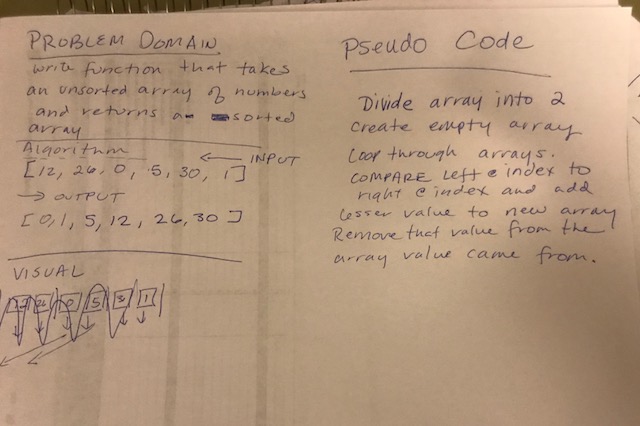 PROBLEM DOMAIN
write function that takes
an unsorted array of numbers
and returns a sorted
array
Algorithm
← INPUT
[12, 26, 0, 5, 30, 1]
→ OUTPUT
[0, 1, 5, 12, 26, 30]
VISUAL
12 26 0 5 30 1
Pseudo Code
Divide array into 2
create empty array
Loop through arrays.
COMPARE Left @ index to
right @ index and add
lesser value to new array
Remove that value from the
array value came from.